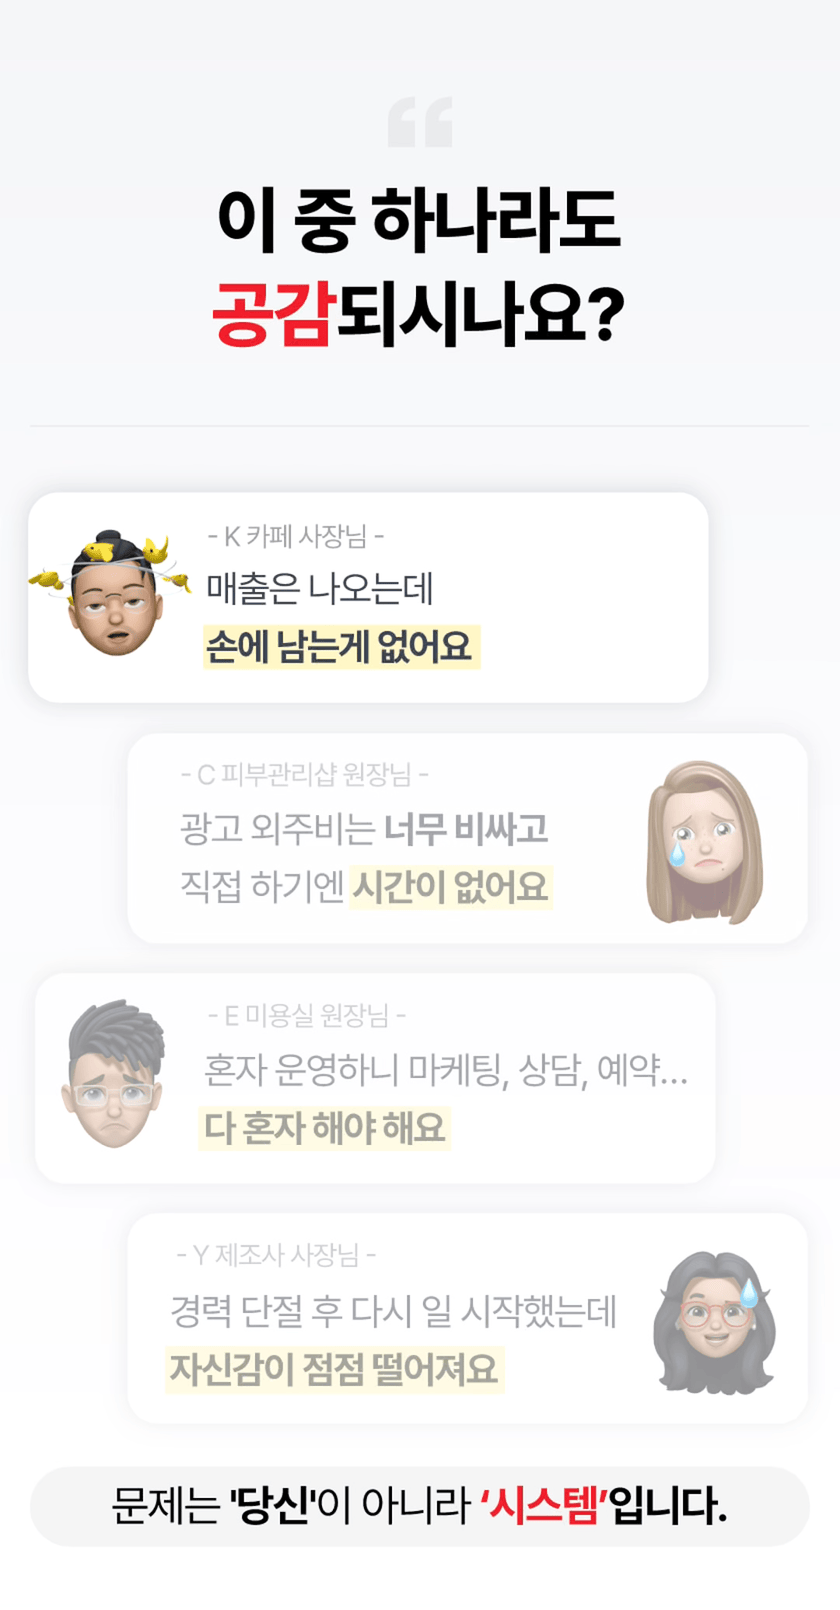 “
이 중 하나라도
공감되시나요?
- K 카페 사장님 -
매출은 나오는데
손에 남는게 없어요
- C 피부관리샵 원장님 -
광고 외주비는 너무 비싸고
직접 하기엔 시간이 없어요
- E 미용실 원장님 -
혼자 운영하니 마케팅, 상담, 예약...
다 혼자 해야 해요
- Y 제조사 사장님 -
경력 단절 후 다시 일 시작했는데
자신감이 점점 떨어져요
문제는 '당신'이 아니라 ‘시스템’입니다.